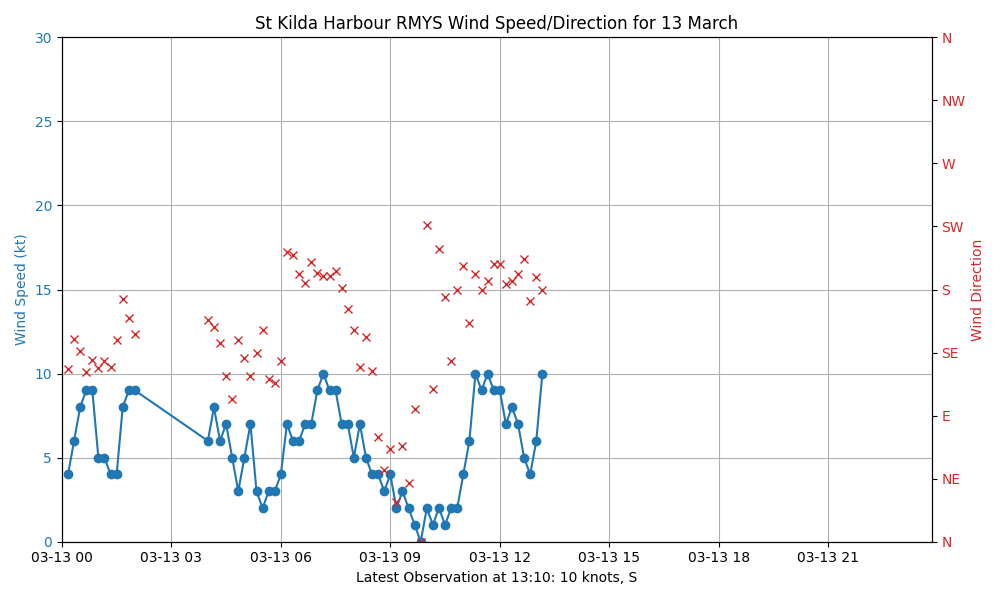 St Kilda Harbour RMYS Wind Speed/Direction for 13 March
30
25
20
15
10
5
0
Wind Speed (kt)
N
NW
W
SW
S
SE
E
NE
N
Wind Direction
03-13 00
03-13 03
03-13 06
03-13 09
03-13 12
03-13 15
03-13 18
03-13 21
Latest Observation at 13:10: 10 knots, S